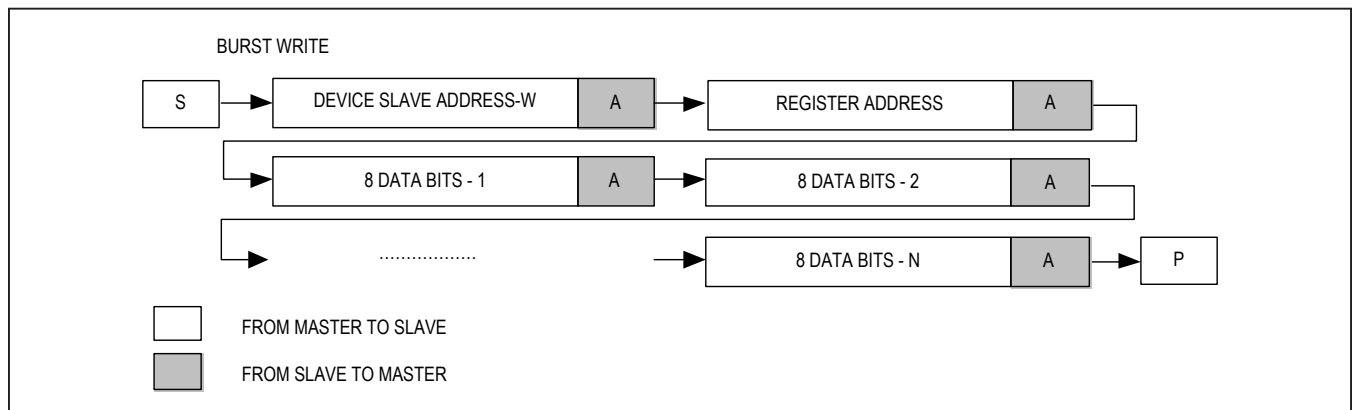 BURST WRITE
S DEVICE SLAVE ADDRESS-W A REGISTER ADDRESS A
8 DATA BITS - 1 A 8 DATA BITS - 2 A
.................. 8 DATA BITS - N A P
FROM MASTER TO SLAVE
FROM SLAVE TO MASTER